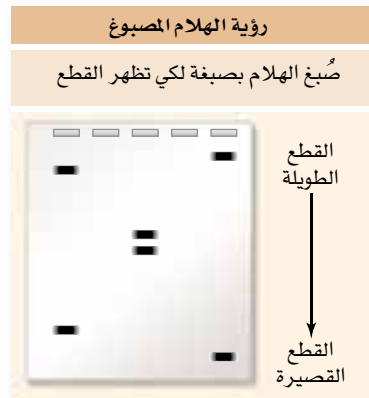 رؤية الهلام المصبوغ
صُبغ الهلام بصبغة لكي تظهر القطع
القطع
الطويلة
القطع
القصيرة